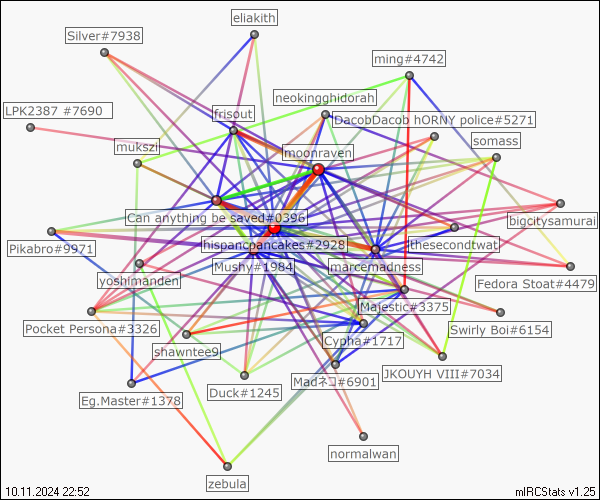 eliakith
Silver#7938
ming#4742
neokingghidorah
LPK2387 #7690
frisout
DacobDacob hORNY police#5271
somass
mukszi
moonraven
Can anything be saved#0396
bigcitysamurai
hispancpancakes#2928
thesecondtwat
Pikabro#9971
Mushy#1984
marcemadness
yoshimanden
Fedora Stoat#4479
Majestic#3375
Pocket Persona#3326
Swirly Boi#6154
Cypha#1717
shawntee9
JKOUYH VIII#7034
Madネコ#6901
Duck#1245
Eg.Master#1378
normalwan
zebula
10.11.2024 22:52
mIRCStats v1.25